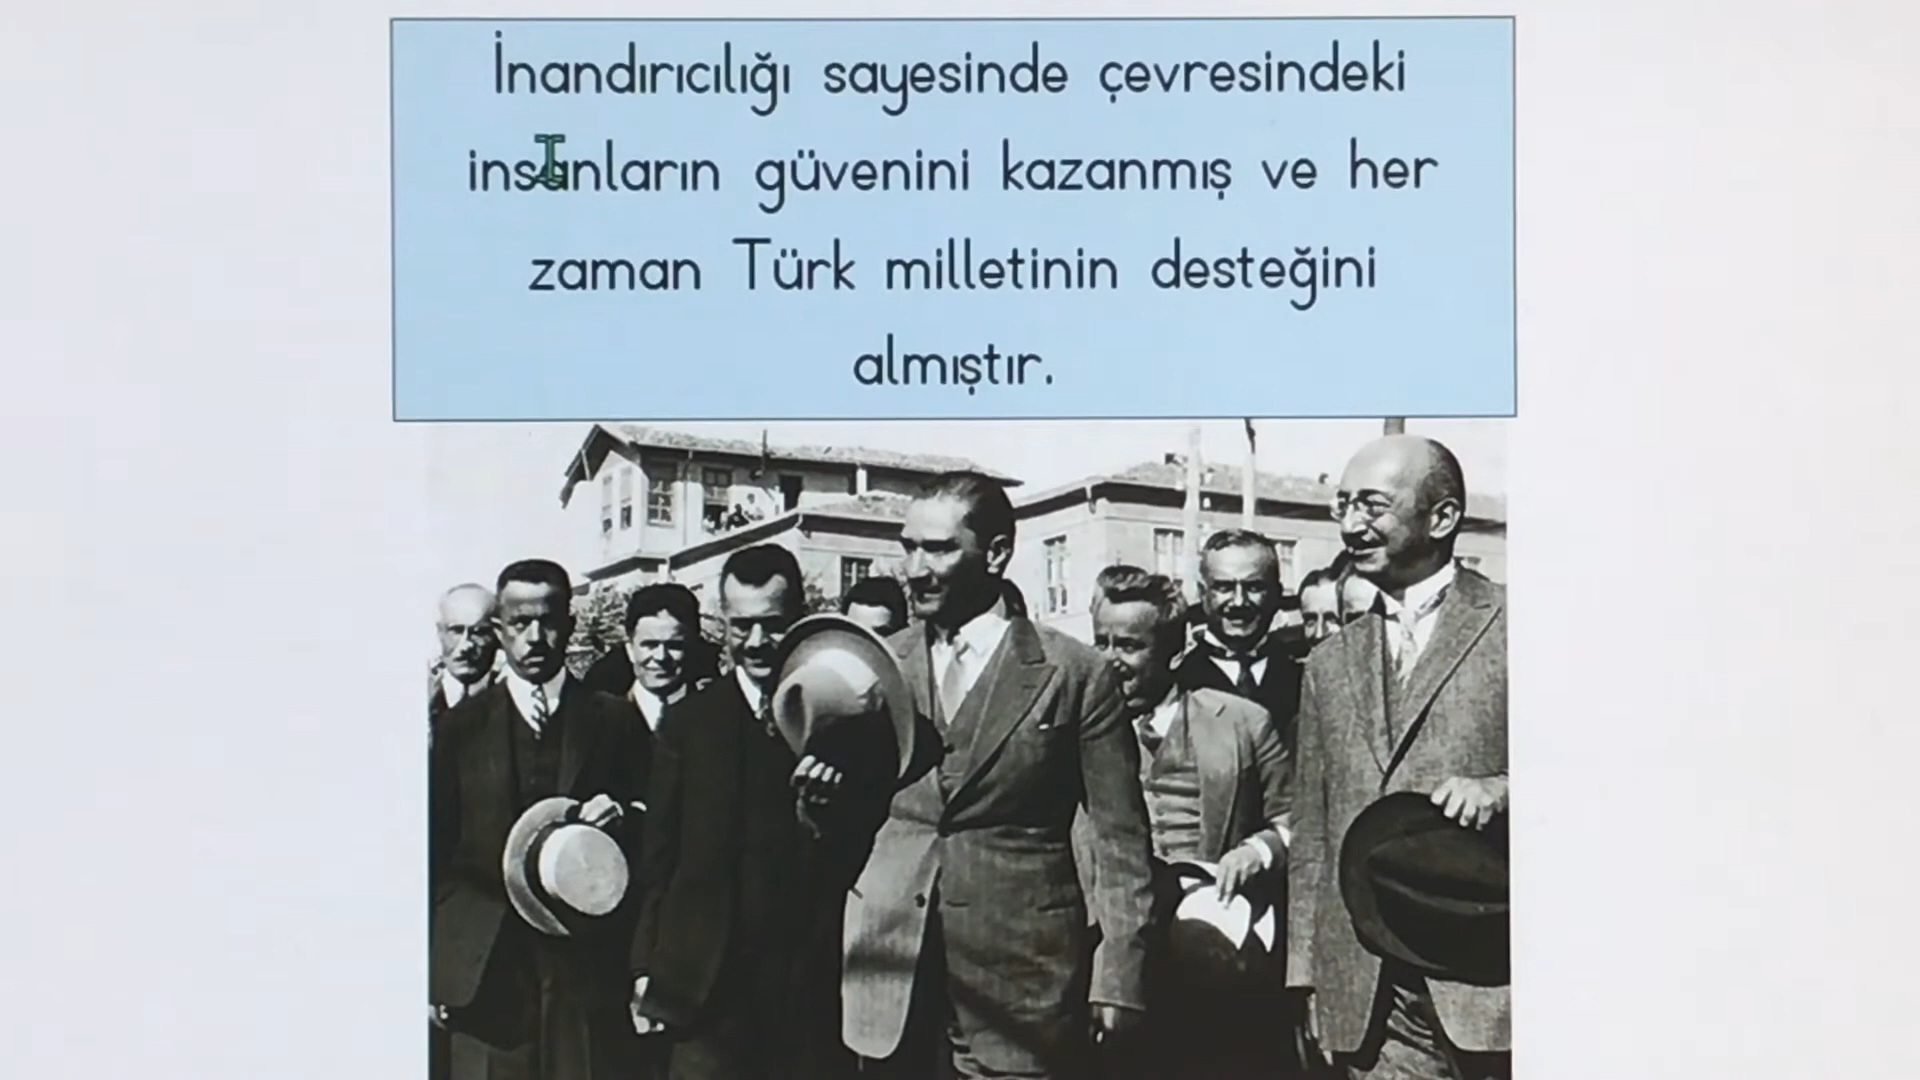 İnandırıcılığı sayesinde çevresindeki
insanların güvenini kazanmış ve her
zaman Türk milletinin desteğini
almıştır.